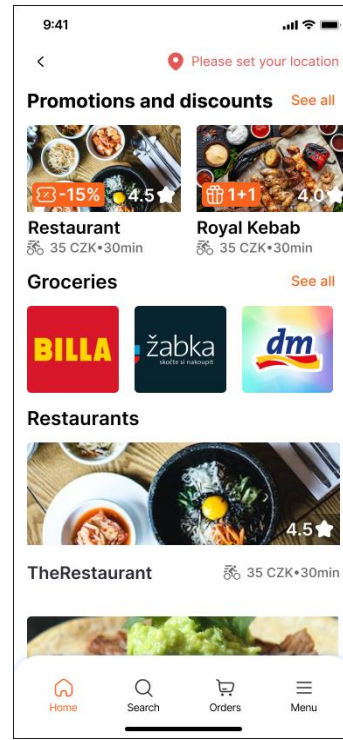 9:41
Please set your location
Promotions and discounts See all
-15% 4.5
1+1 4.0
Restaurant Royal Kebab
35 CZK•30min 35 CZK•30min
Groceries See all
BILLA žabka dm
skočte si nakoupit
Restaurants
4.5
TheRestaurant 35 CZK•30min
Home Search Orders Menu